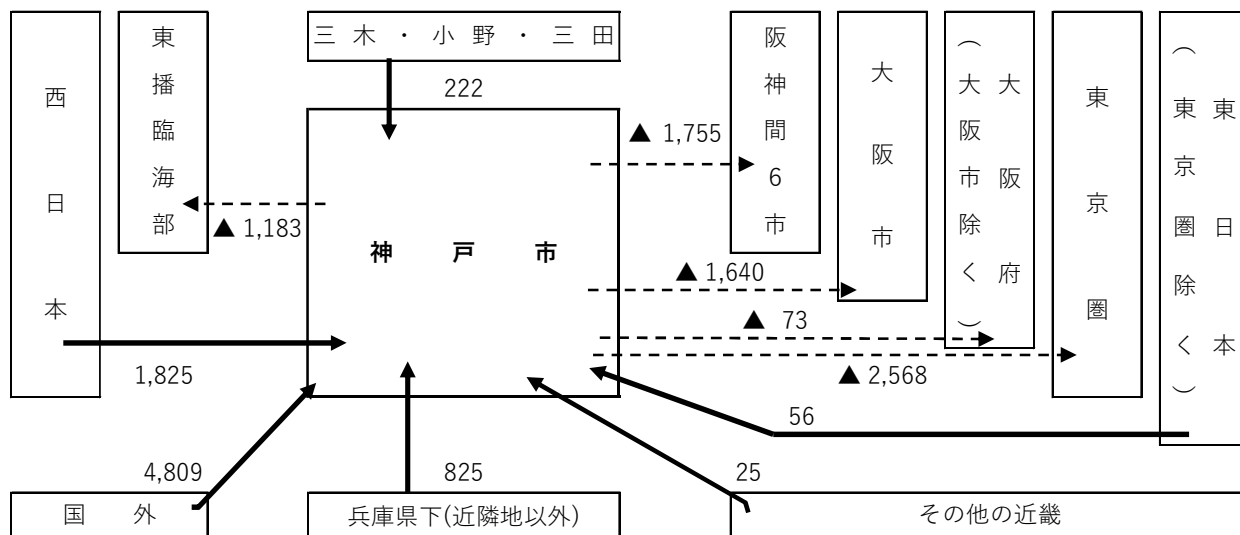 三 木 ・ 小 野 ・ 三 田
222
西日本
東播臨海部
▲ 1,183
神 戸 市
▲ 1,755
阪神間6市
▲ 1,640
大阪市
▲ 73
大阪府
(大阪市除く)
▲ 2,568
東京圏
東日本
(東京圏除く)
56
1,825
4,809
825
25
国 外
兵庫県下(近隣地以外)
その他の近畿